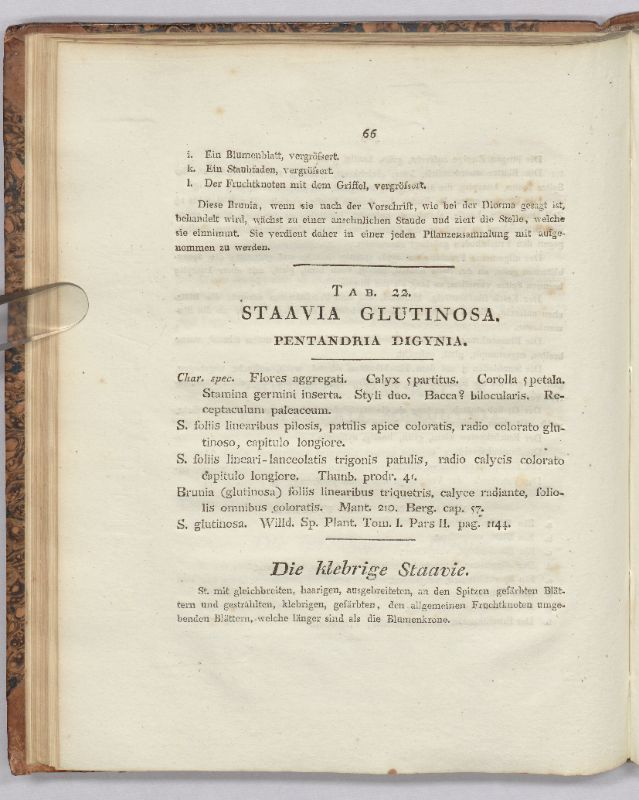 66
i. Ein Blumenblatt, vergröſsert.
k. Ein Staubfaden, vergröſsert.
l. Der Fruchtknoten mit dem Griffel, vergröſsert.
Diese Brunia, wenn sie nach der Vorschrift, wie bei der Diosma gesagt ist,
behandelt wird, wächst zu einer ansehnlichen Staude und ziert die Stelle, welche
sie einnimmt. Sie verdient daher in einer jeden Pflanzensammlung mit aufge-
nommen zu werden.
TAB. 22.
STAAVIA GLUTINOSA.
PENTANDRIA DIGYNIA.
Char. spec. Flores aggregati. Calyx 5partitus. Corolla 5petala.
Stamina germini inserta. Styli duo. Bacca? bilocularis. Re-
ceptaculum paleaceum.
S. foliis linearibus pilosis, patulis apice coloratis, radio colorato glu-
tinoso, capitulo longiore.
S. foliis lineari-lanceolatis trigonis patulis, radio calycis colorato
capitulo longiore. Thunb. prodr. 41.
Brunia (glutinosa) foliis linearibus triquetris, calyce radiante, folio-
lis omnibus coloratis. Mant. 210. Berg. cap. 57.
S. glutinosa. Willd. Sp. Plant. Tom. I. Pars II. pag. 1144.
Die klebrige Staavie.
St. mit gleichbreiten, haarigen, ausgebreiteten, an den Spitzen gefärbten Blät-
tern und gestrahlten, klebrigen, gefärbten, den allgemeinen Fruchtknoten umge-
benden Blättern, welche länger sind als die Blumenkrone.